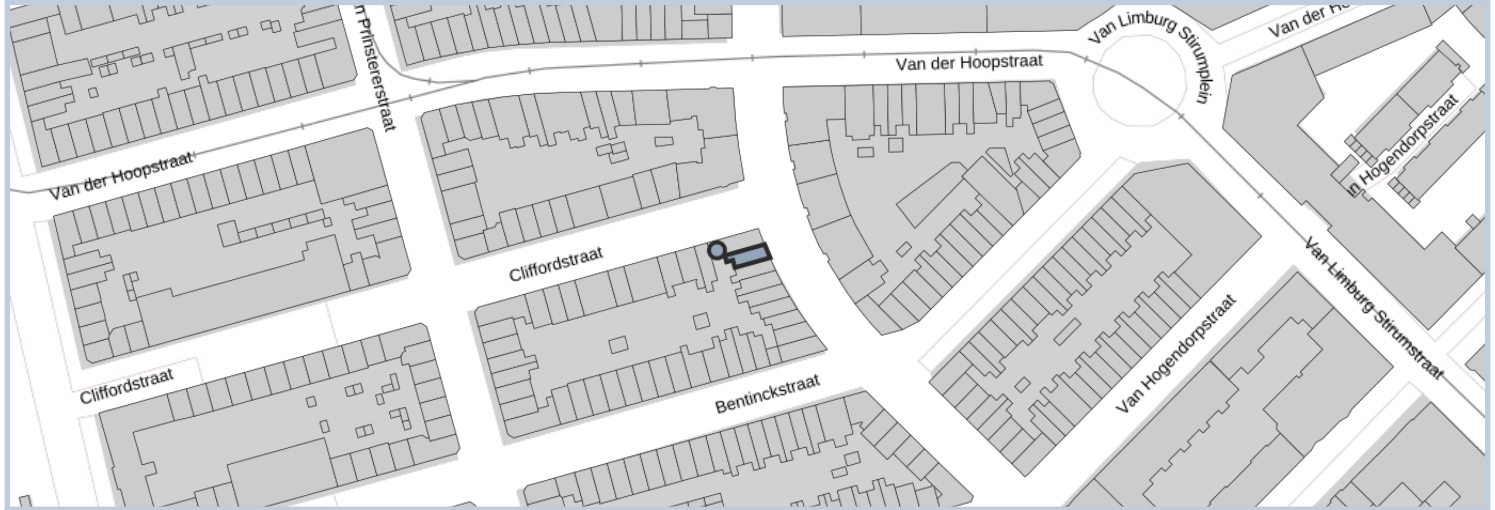 n Prinstererstraat
Van Limburg Stirumplein
Van der Ho
Van der Hoopstraat
Van der Hoopstraat
n Hogendorpstraat
Cliffordstraat
Van Limburg Stirumstraat
Van Hogendorpstraat
Cliffordstraat
Bentinckstraat